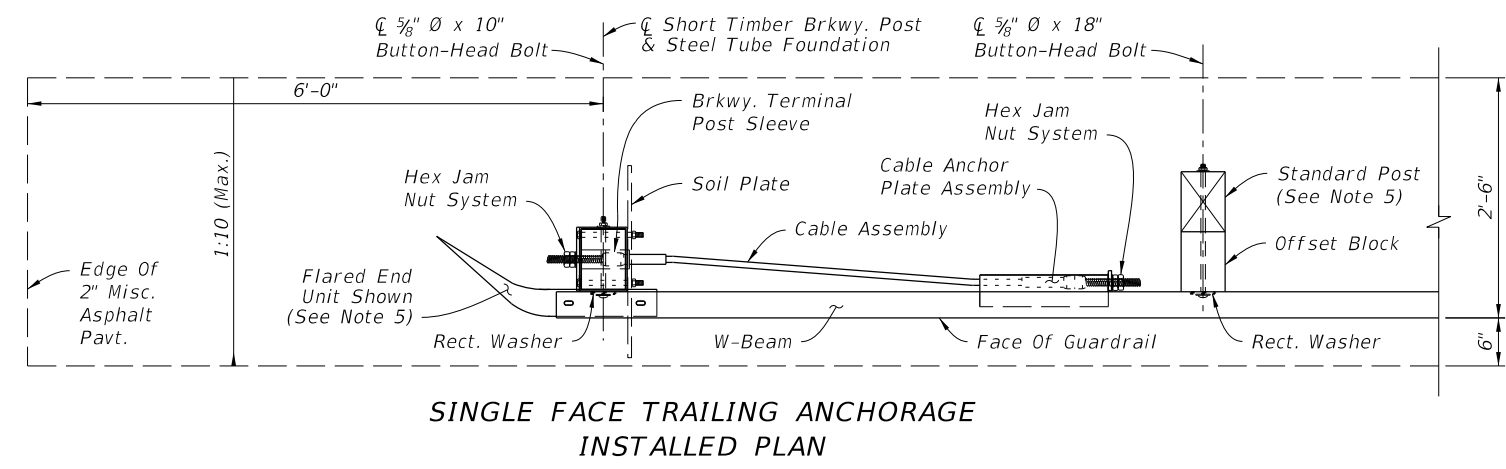 ℄ ⅝" Ø x 10"
Button-Head Bolt
℄ Short Timber Brkwy. Post
& Steel Tube Foundation
℄ ⅝" Ø x 18"
Button-Head Bolt
6'-0"
Brkwy. Terminal
Post Sleeve
Hex Jam
Nut System
1:10 (Max.)
Hex Jam
Nut System
Soil Plate
Cable Anchor
Plate Assembly
Standard Post
(See Note 5)
2'-6"
Cable Assembly
Offset Block
Edge Of
2" Misc.
Asphalt
Pavt.
Flared End
Unit Shown
(See Note 5)
Rect. Washer
W-Beam
Face Of Guardrail
Rect. Washer
6"
SINGLE FACE TRAILING ANCHORAGE
INSTALLED PLAN